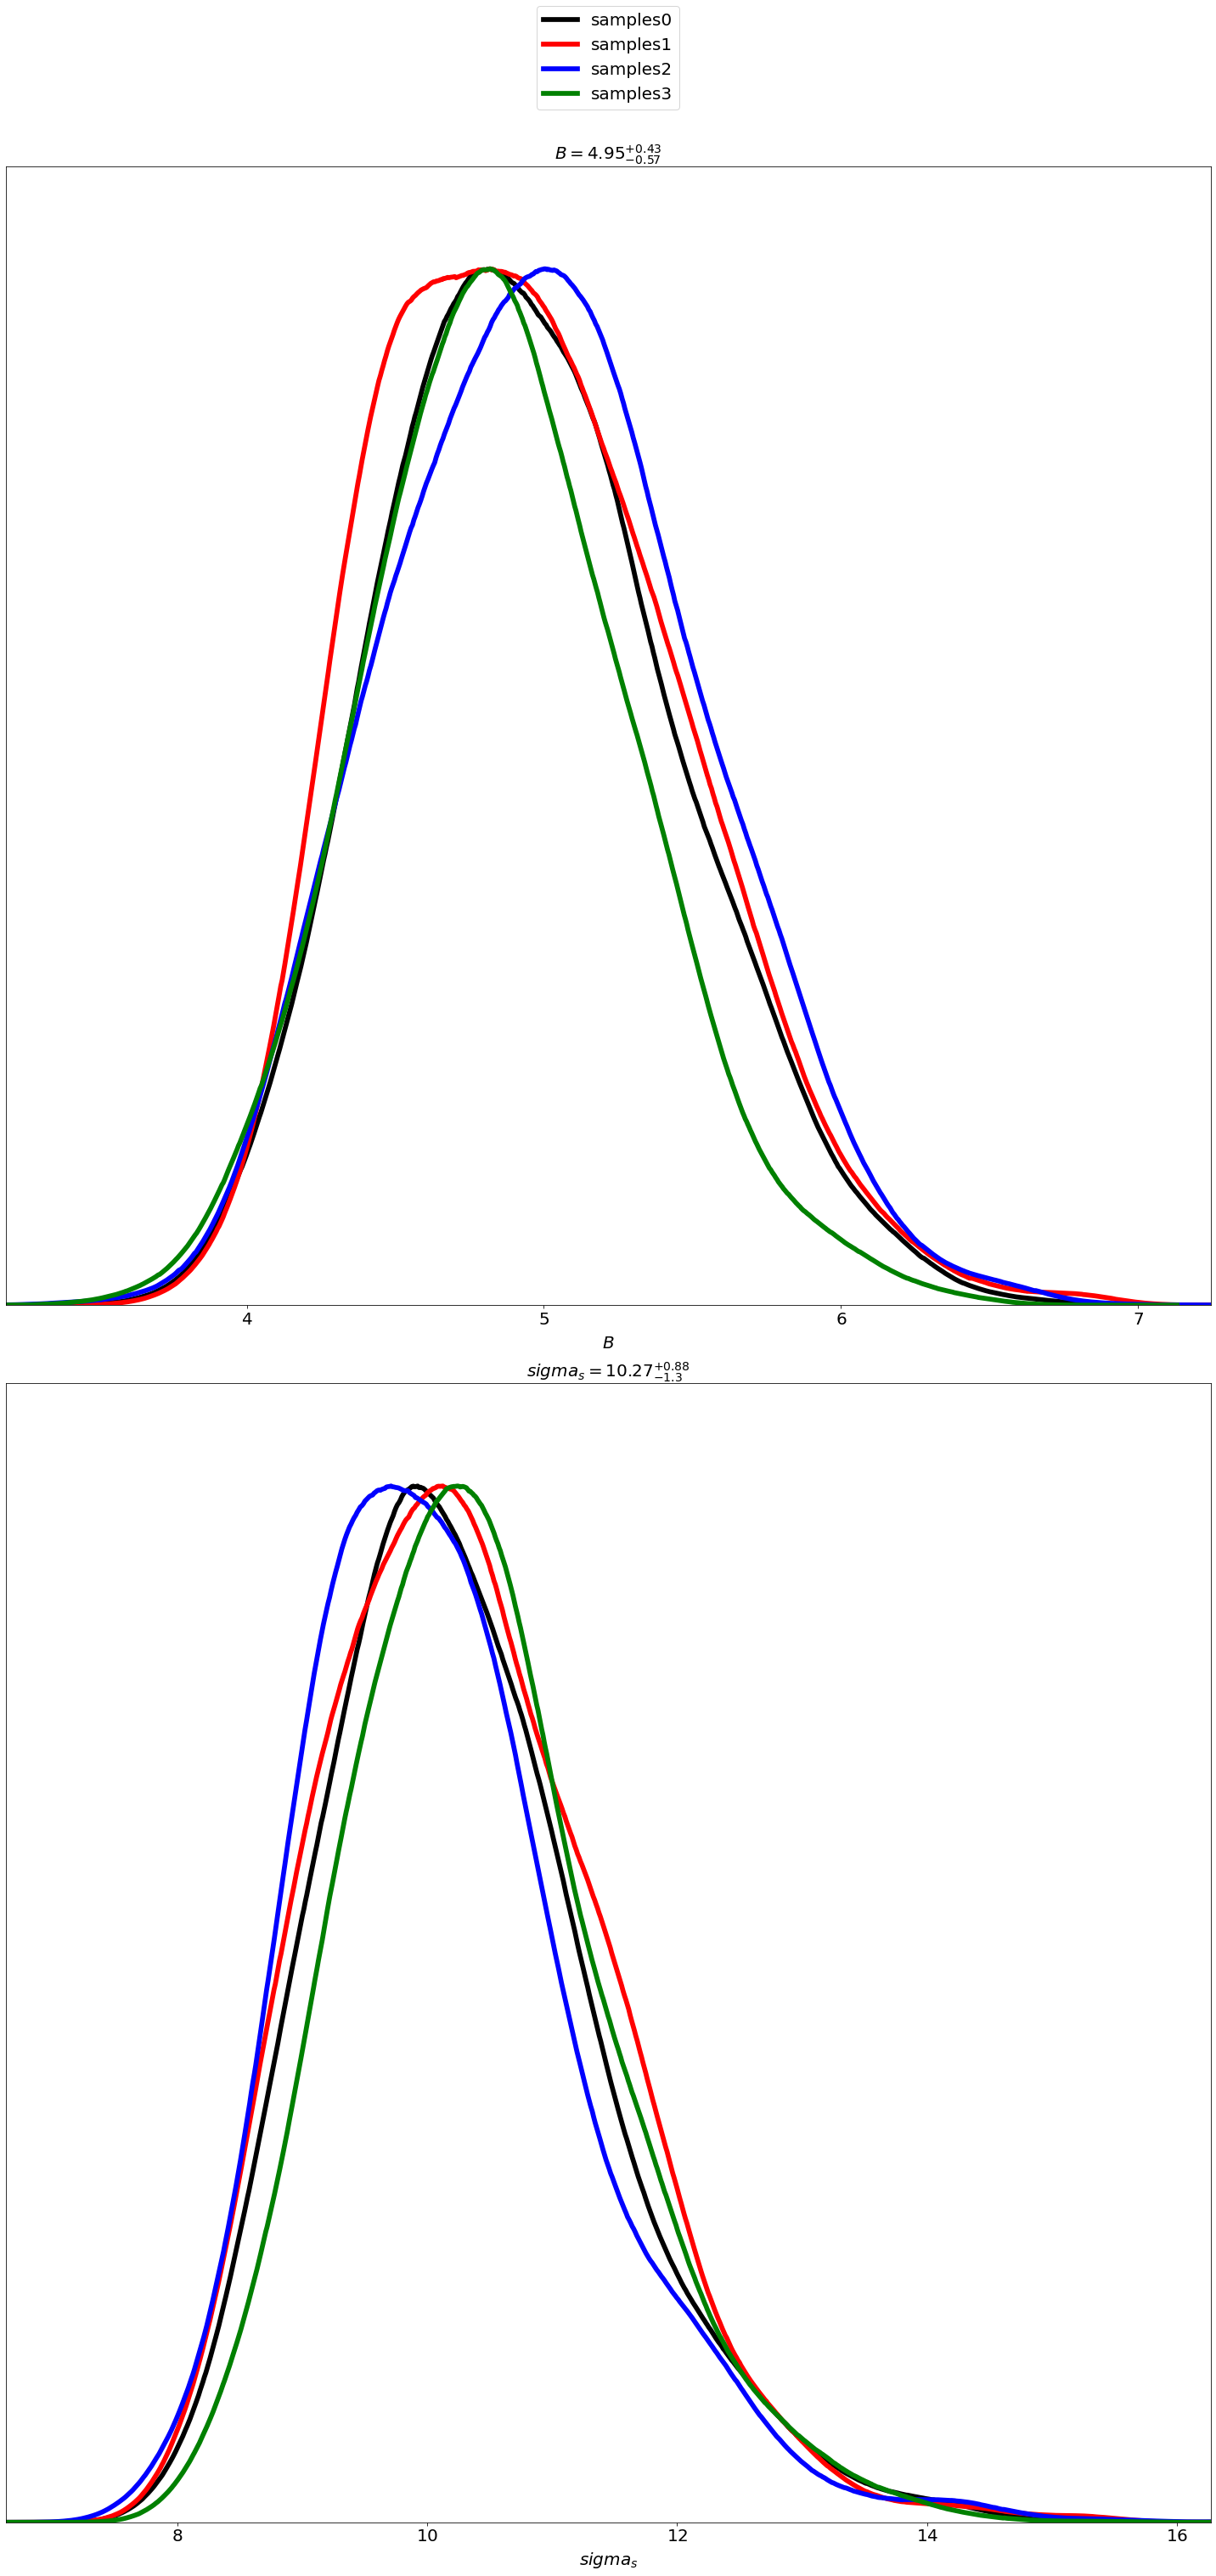 samples0
samples1
samples2
samples3
B = 4.95^{+0.43}_{-0.57}
4 5 6 7
B
sigma_s = 10.27^{+0.88}_{-1.3}
8 10 12 14 16
sigma_s